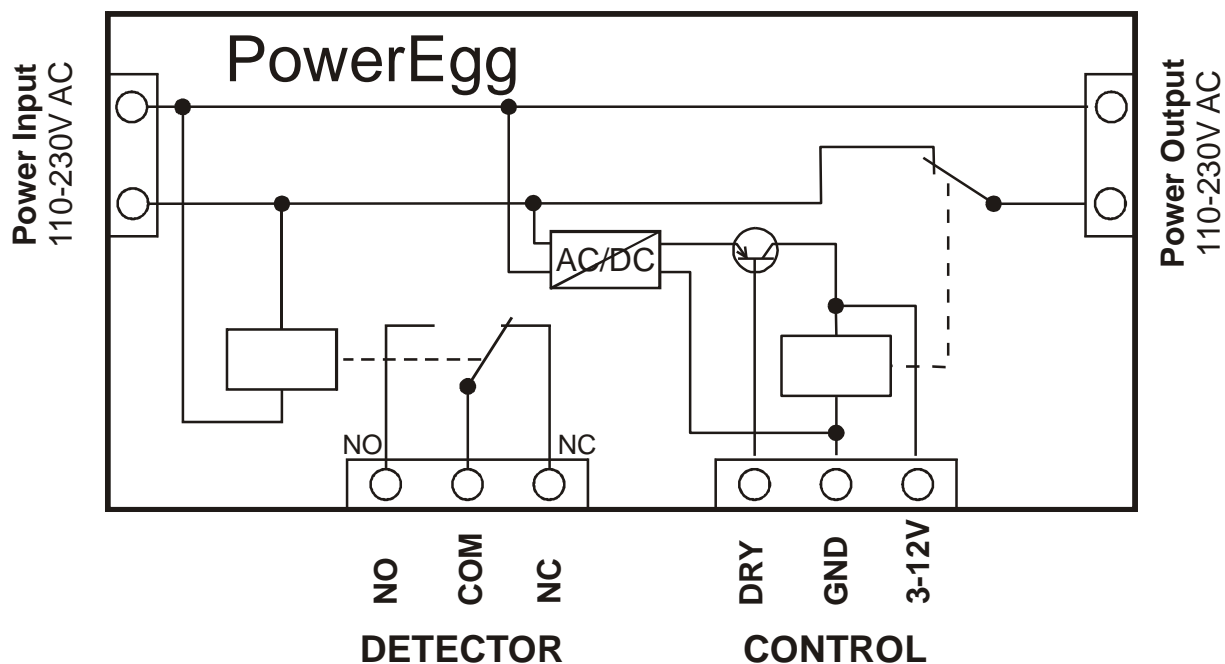 PowerEgg
Power Input
110-230V AC
Power Output
110-230V AC
AC/DC
NO
NC
NO
COM
NC
DRY
GND
3-12V
DETECTOR
CONTROL